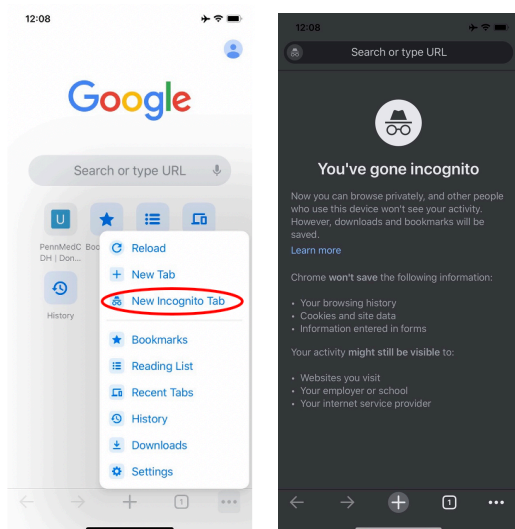 12:08
Google
Search or type URL
U
PennMedC
DH | Don...
Boo
History
Reload
New Tab
New Incognito Tab
Bookmarks
Reading List
Recent Tabs
History
Downloads
Settings
1
12:08
Search or type URL
You've gone incognito
Now you can browse privately, and other people
who use this device won't see your activity.
However, downloads and bookmarks will be
saved.
Learn more
Chrome won't save the following information:
• Your browsing history
• Cookies and site data
• Information entered in forms
Your activity might still be visible to:
• Websites you visit
• Your employer or school
• Your internet service provider
1